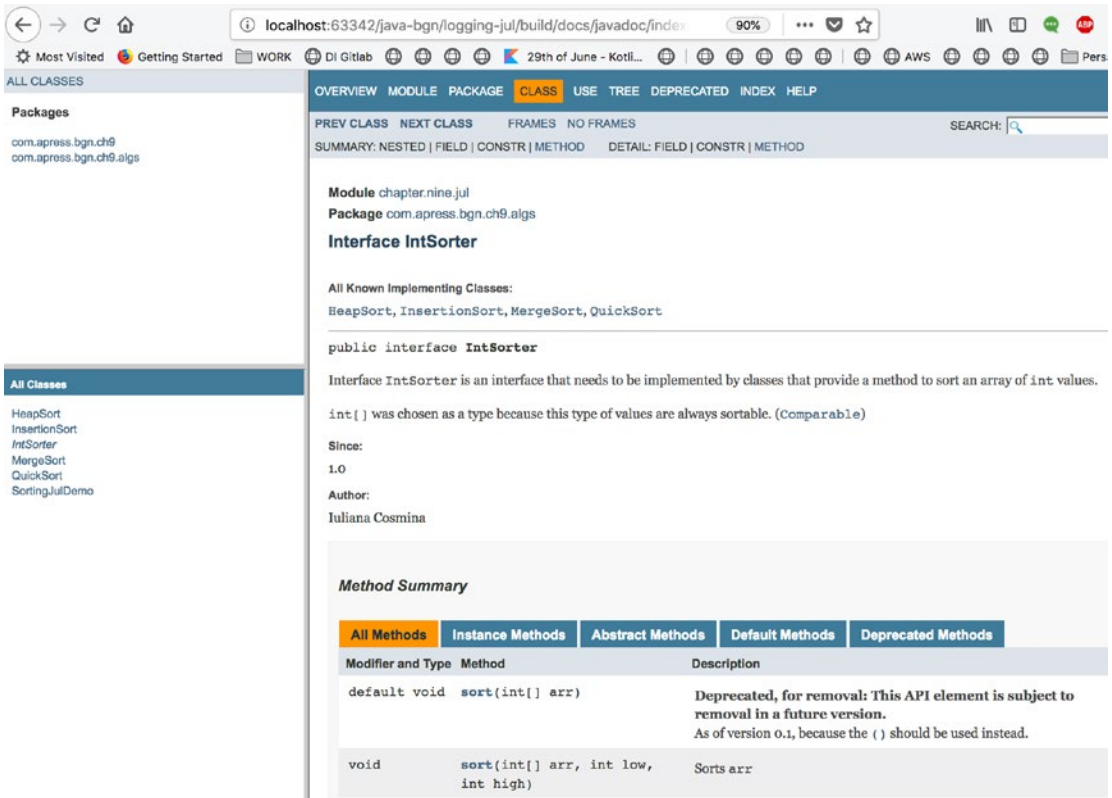 localhost:63342/java-bgn/logging-jul/build/docs/javadoc/index
90%
ABP
Most Visited
Getting Started
WORK
DI Gitlab
29th of June - Kotli...
AWS
Pers
ALL CLASSES
Packages
com.apress.bgn.ch9
com.apress.bgn.ch9.algs
All Classes
HeapSort
InsertionSort
IntSorter
MergeSort
QuickSort
SortingJulDemo
OVERVIEW MODULE PACKAGE CLASS USE TREE DEPRECATED INDEX HELP
PREV CLASS NEXT CLASS FRAMES NO FRAMES
SEARCH:
SUMMARY: NESTED | FIELD | CONSTR | METHOD DETAIL: FIELD | CONSTR | METHOD
Module chapter.nine.jul
Package com.apress.bgn.ch9.algs
Interface IntSorter
All Known Implementing Classes:
HeapSort, InsertionSort, MergeSort, QuickSort
public interface IntSorter
Interface IntSorter is an interface that needs to be implemented by classes that provide a method to sort an array of int values.
int[] was chosen as a type because this type of values are always sortable. (Comparable)
Since:
1.0
Author:
Iuliana Cosmina
Method Summary
All Methods Instance Methods Abstract Methods Default Methods Deprecated Methods
Modifier and Type Method Description
default void sort(int[] arr) Deprecated, for removal: This API element is subject to
removal in a future version.
As of version 0.1, because the () should be used instead.
void sort(int[] arr, int low, Sorts arr
int high)